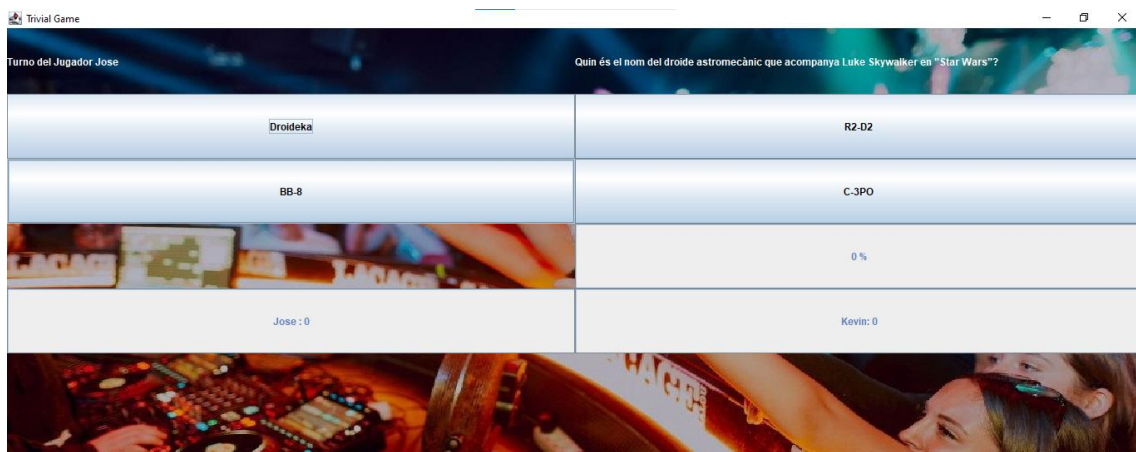 Trivial Game
Turno del Jugador Jose
Quin és el nom del droide astromecànic que acompanya Luke Skywalker en "Star Wars"?
Droideka
R2-D2
BB-8
C-3PO
0 %
Jose : 0
Kevin: 0